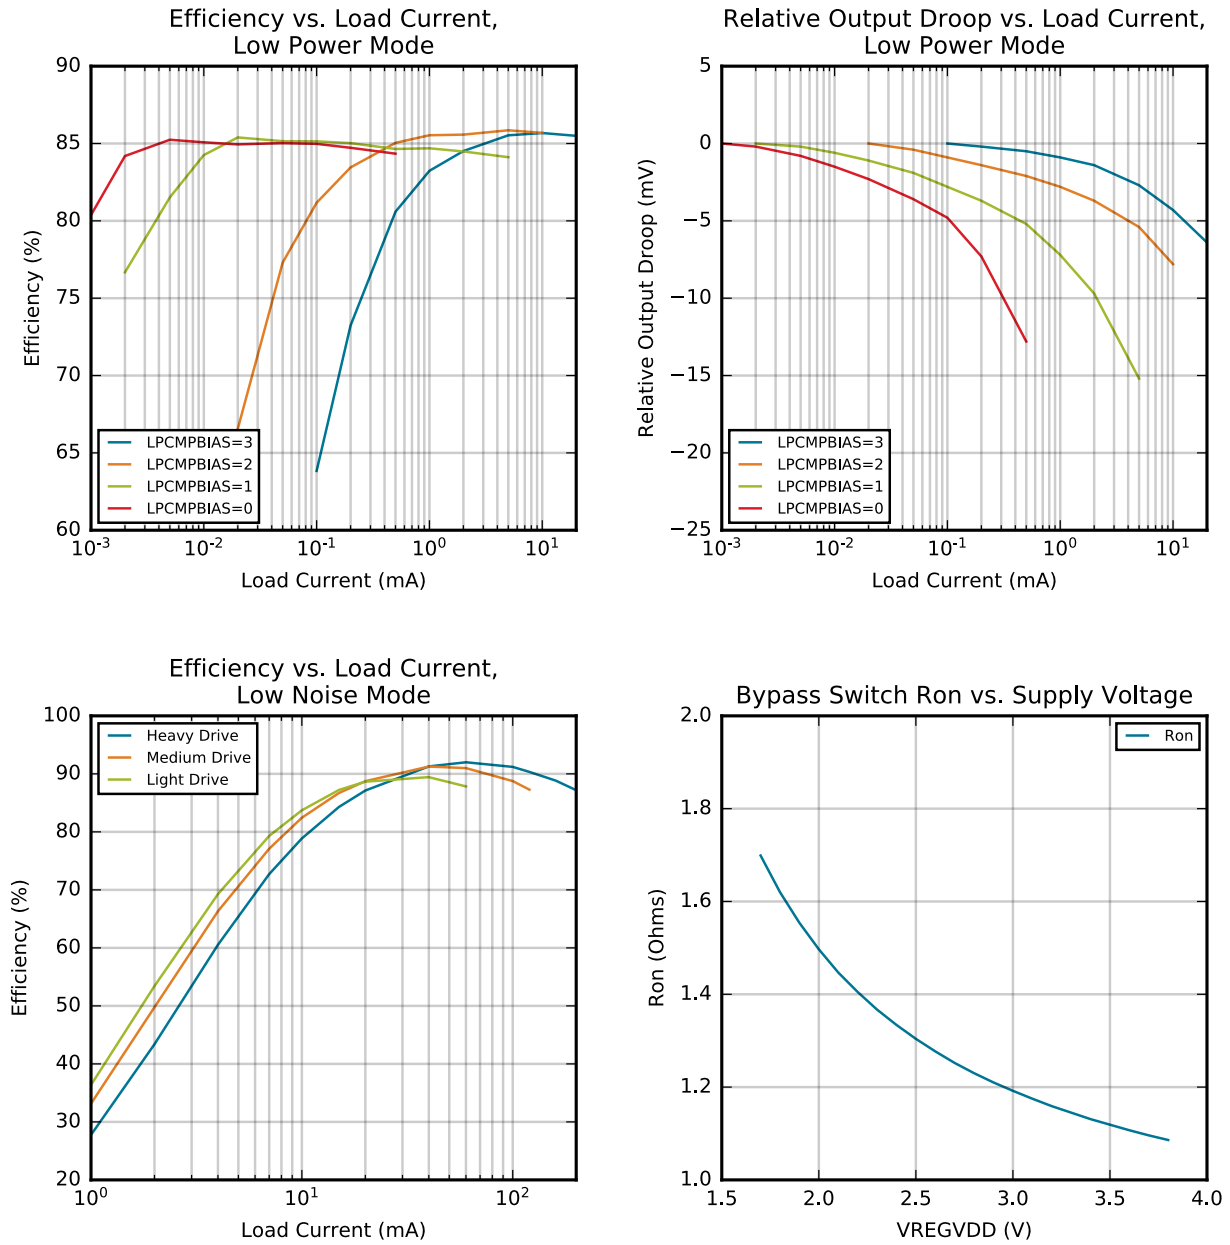 Efficiency vs. Load Current,
Low Power Mode
90
85
80
75
70
65
60
Efficiency (%)
LPCMPBIAS=3
LPCMPBIAS=2
LPCMPBIAS=1
LPCMPBIAS=0
10⁻³ 10⁻² 10⁻¹ 10⁰ 10¹
Load Current (mA)
Relative Output Droop vs. Load Current,
Low Power Mode
5
0
−5
−10
−15
−20
−25
Relative Output Droop (mV)
LPCMPBIAS=3
LPCMPBIAS=2
LPCMPBIAS=1
LPCMPBIAS=0
10⁻³ 10⁻² 10⁻¹ 10⁰ 10¹
Load Current (mA)
Efficiency vs. Load Current,
Low Noise Mode
100
90
80
70
60
50
40
30
20
Efficiency (%)
Heavy Drive
Medium Drive
Light Drive
10⁰ 10¹ 10²
Load Current (mA)
Bypass Switch Ron vs. Supply Voltage
2.0
1.8
1.6
1.4
1.2
1.0
Ron (Ohms)
Ron
1.5 2.0 2.5 3.0 3.5 4.0
VREGVDD (V)